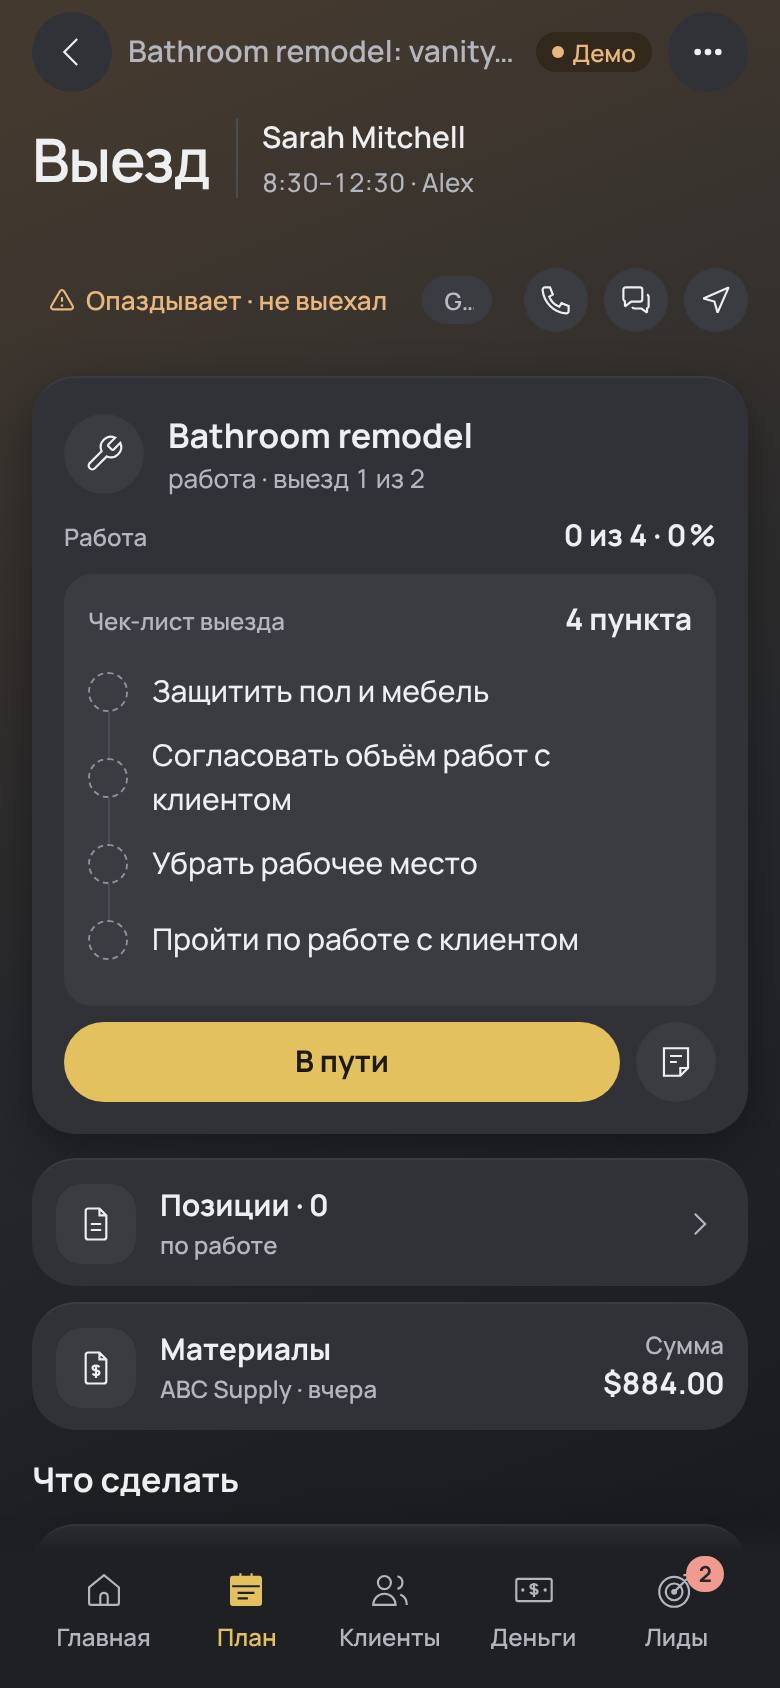 Bathroom remodel: vanity...
Демо
Выезд
Sarah Mitchell
8:30–12:30 · Alex
Опаздывает · не выехал
G...
Bathroom remodel
работа · выезд 1 из 2
Работа
0 из 4 · 0 %
Чек-лист выезда
4 пункта
Защитить пол и мебель
Согласовать объём работ с
клиентом
Убрать рабочее место
Пройти по работе с клиентом
В пути
Позиции · 0
по работе
Материалы
ABC Supply · вчера
Сумма
$884.00
Что сделать
Главная
План
Клиенты
Деньги
2
Лиды